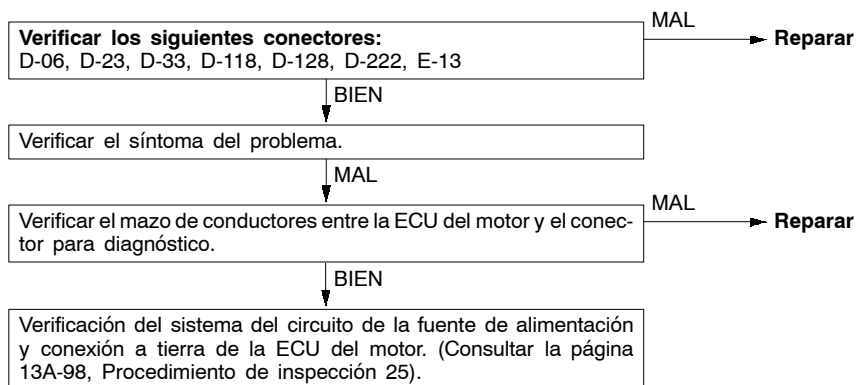 MAL
Verificar los siguientes conectores:
D-06, D-23, D-33, D-118, D-128, D-222, E-13
Reparar
BIEN
Verificar el síntoma del problema.
MAL
MAL
Verificar el mazo de conductores entre la ECU del motor y el conec-
tor para diagnóstico.
Reparar
BIEN
Verificación del sistema del circuito de la fuente de alimentación
y conexión a tierra de la ECU del motor. (Consultar la página
13A-98, Procedimiento de inspección 25).